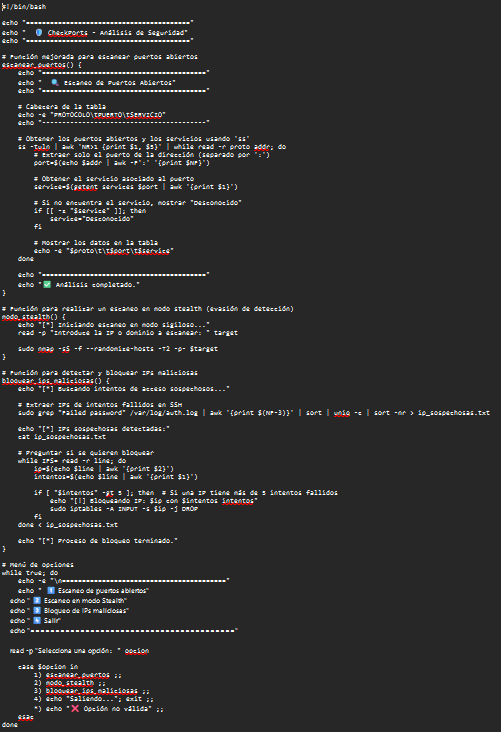 #!/bin/bash
echo "========================================"
echo "  🛡️ CheckPorts - Análisis de Seguridad"
echo "========================================"
# Función mejorada para escanear puertos abiertos
escanear_puertos() {
echo "========================================"
echo "  🔍 Escaneo de Puertos Abiertos"
echo "========================================"
# Cabecera de la tabla
echo -e "PROTOCOLO\tPUERTO\tSERVICIO"
echo "----------------------------------------"
# Obtener los puertos abiertos y los servicios usando 'ss'
ss -tuln | awk 'NR>1 {print $1, $5}' | while read -r proto addr; do
# Extraer solo el puerto de la dirección (separado por ':')
port=$(echo $addr | awk -F':' '{print $NF}')
# Obtener el servicio asociado al puerto
service=$(getent services $port | awk '{print $1}')
# Si no encuentra el servicio, mostrar "Desconocido"
if [[ -z "$service" ]]; then
service="Desconocido"
fi
# Mostrar los datos en la tabla
echo -e "$proto\t\t$port\t$service"
done
echo "========================================"
echo "✅ Análisis completado."
}
# Función para realizar un escaneo en modo stealth (evasión de detección)
modo_stealth() {
echo "[*] Iniciando escaneo en modo sigiloso..."
read -p "Introduce la IP o dominio a escanear: " target
sudo nmap -sS -f --randomize-hosts -T2 -p- $target
}
# Función para detectar y bloquear IPs maliciosas
bloquear_ips_maliciosas() {
echo "[*] Buscando intentos de acceso sospechosos..."
# Extraer IPs de intentos fallidos en SSH
sudo grep "Failed password" /var/log/auth.log | awk '{print $(NF-3)}' | sort | uniq -c | sort -nr > ip_sospechosas.txt
echo "[*] IPs sospechosas detectadas:"
cat ip_sospechosas.txt
# Preguntar si se quieren bloquear
while IFS= read -r line; do
ip=$(echo $line | awk '{print $2}')
intentos=$(echo $line | awk '{print $1}')
if [ "$intentos" -gt 5 ]; then  # Si una IP tiene más de 5 intentos fallidos
echo "[!] Bloqueando IP: $ip con $intentos intentos"
sudo iptables -A INPUT -s $ip -j DROP
fi
done < ip_sospechosas.txt
echo "[*] Proceso de bloqueo terminado."
}
# Menú de opciones
while true; do
echo -e "\n========================================"
echo "  1️⃣ Escaneo de puertos abiertos"
echo "  2️⃣ Escaneo en modo Stealth"
echo "  3️⃣ Bloqueo de IPs maliciosas"
echo "  4️⃣ Salir"
echo "========================================"
read -p "Selecciona una opción: " opcion
case $opcion in
1) escanear_puertos ;;
2) modo_stealth ;;
3) bloquear_ips_maliciosas ;;
4) echo "Saliendo..."; exit ;;
*) echo "❌ Opción no válida" ;;
esac
done